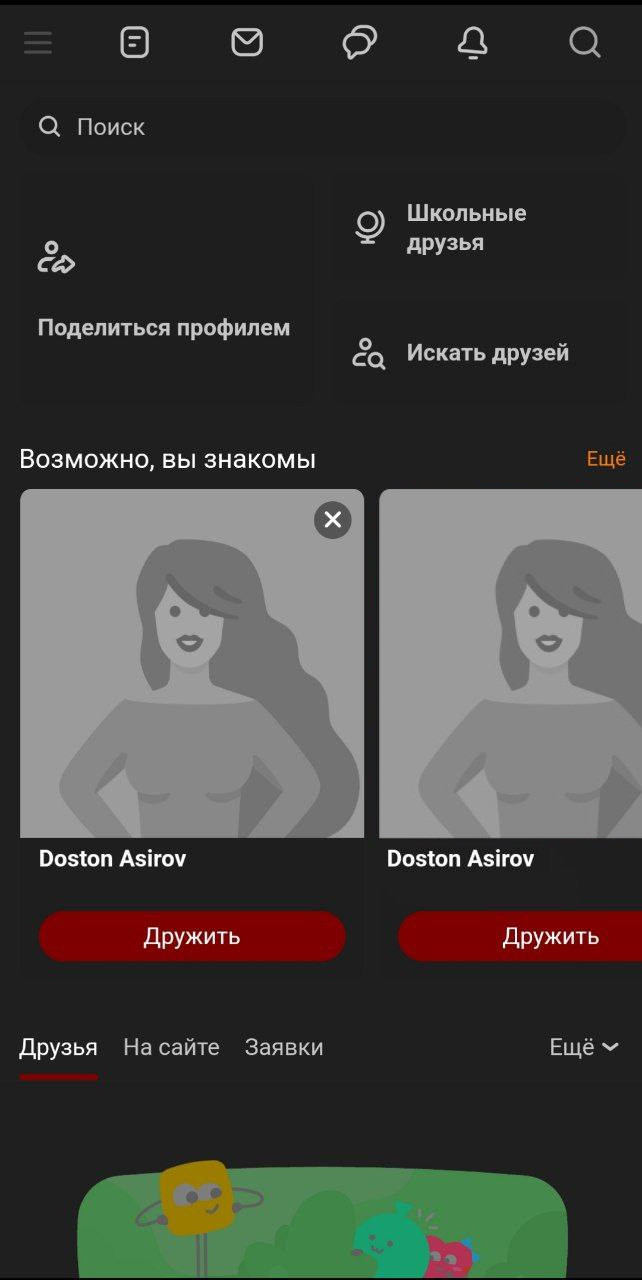 Поиск
Поделиться профилем
Школьные
друзья
Искать друзей
Возможно, вы знакомы
Ещё
Doston Asirov
Doston Asirov
Дружить
Дружить
Друзья
На сайте
Заявки
Ещё